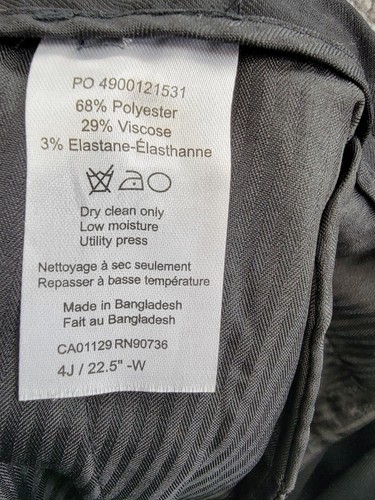 PO 4900121531
68% Polyester
29% Viscose
3% Elastane-Élasthanne
Dry clean only
Low moisture
Utility press
Nettoyage à sec seulement
Repasser à basse température
Made in Bangladesh
Fait au Bangladesh
CA01129 RN90736
4J / 22.5" -W